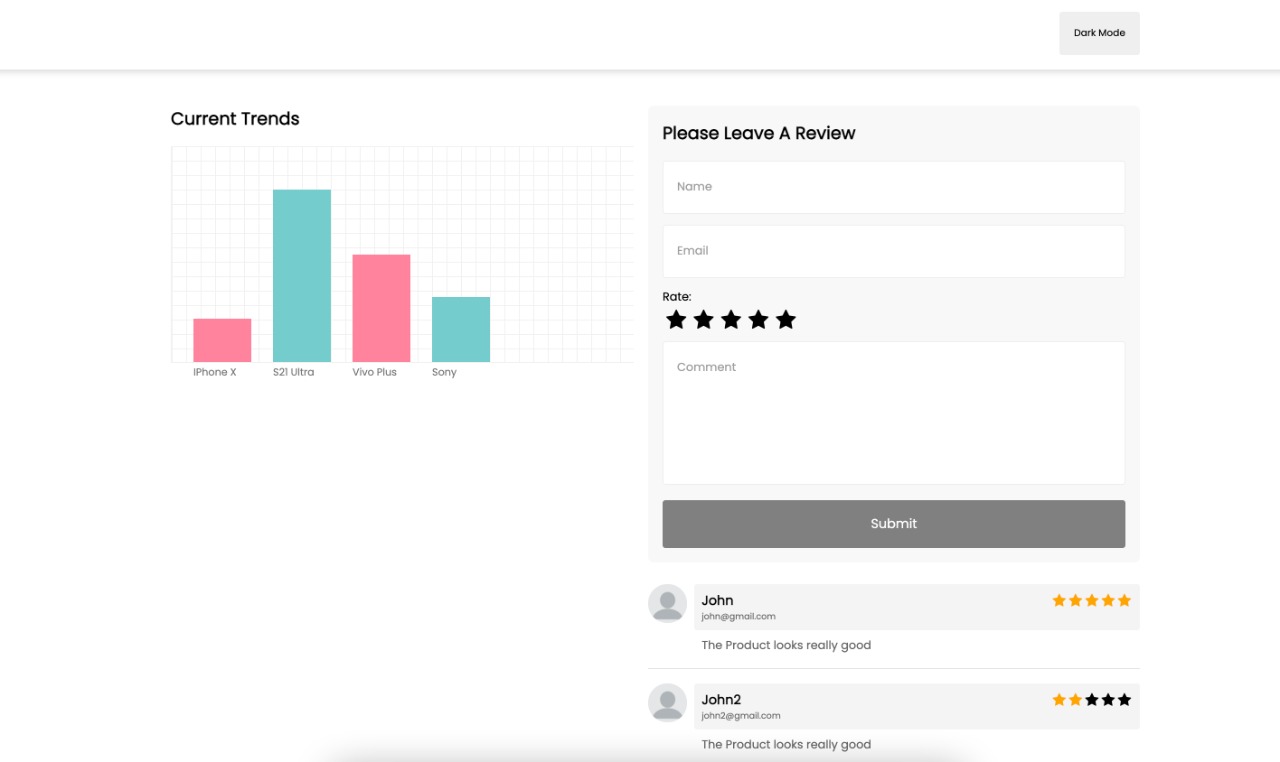 Dark Mode
Current Trends
IPhone X
S21 Ultra
Vivo Plus
Sony
Please Leave A Review
Name
Email
Rate:
Comment
Submit
John
john@gmail.com
The Product looks really good
John2
john2@gmail.com
The Product looks really good